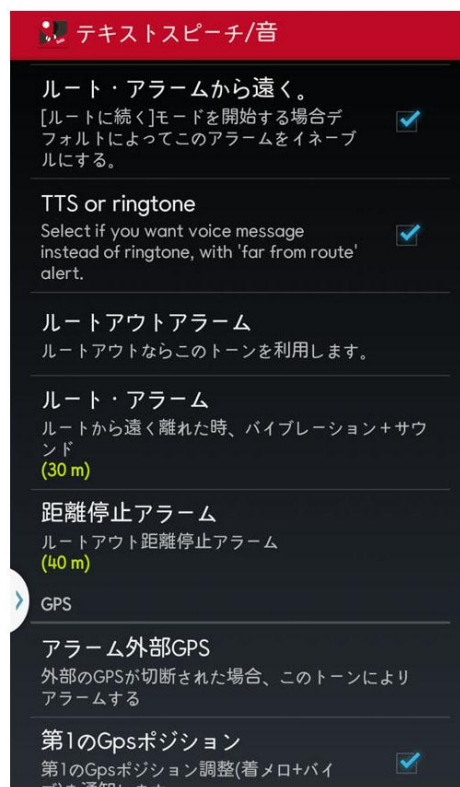 テキストスピーチ/音
ルート・アラームから遠く。
[ルートに続く]モードを開始する場合デ
フォルトによってこのアラームをイネーブ
ルにする。
TTS or ringtone
Select if you want voice message
instead of ringtone, with 'far from route'
alert.
ルートアウトアラーム
ルートアウトならこのトーンを利用します。
ルート・アラーム
ルートから遠く離れた時、バイブレーション+サウ
ンド
(30 m)
距離停止アラーム
ルートアウト距離停止アラーム
(40 m)
GPS
アラーム外部GPS
外部のGPSが切断された場合、このトーンにより
アラームする
第1のGpsポジション
第1のGpsポジション調整(着メロ+バイ